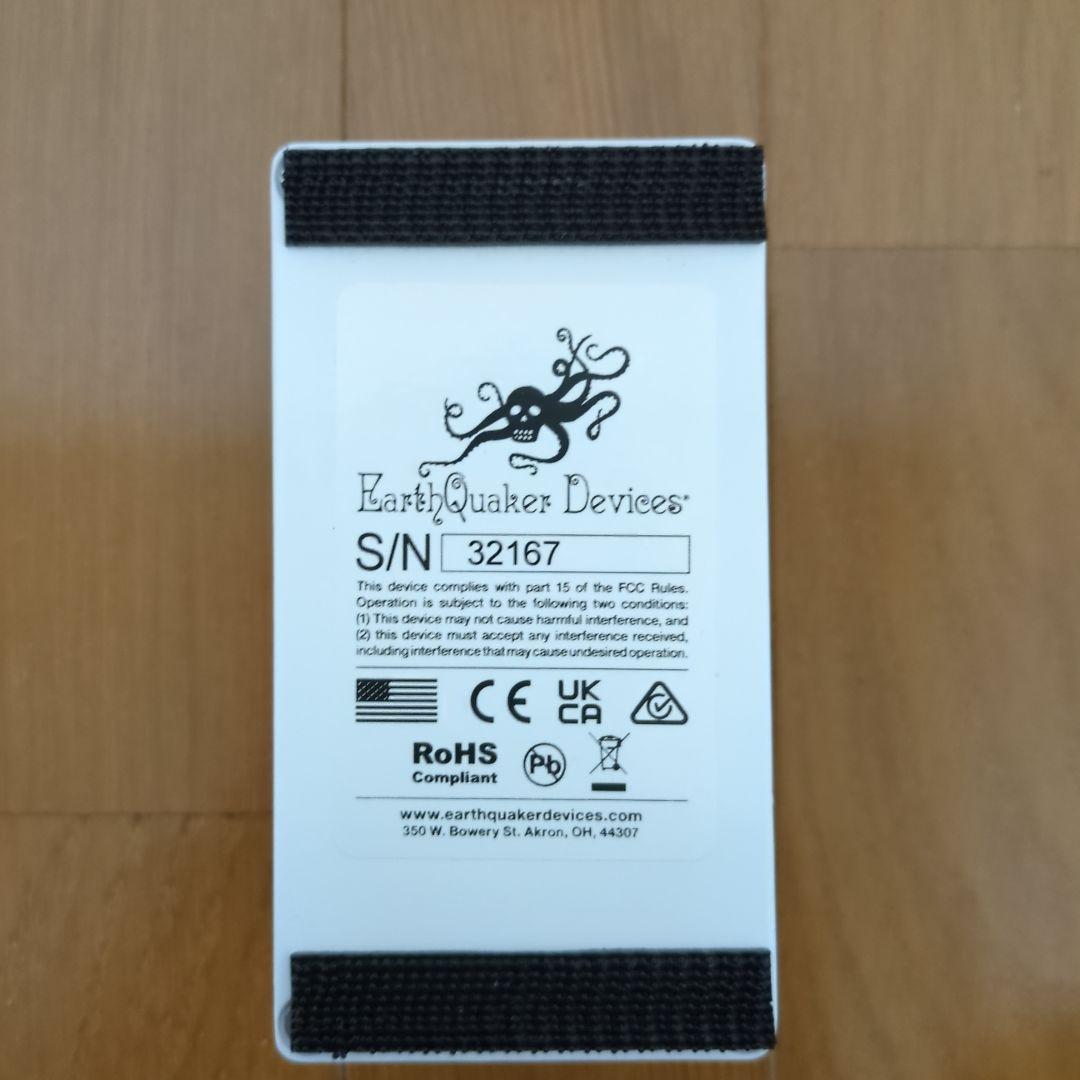 EarthQuaker Devices®
S/N 32167
This device complies with part 15 of the FCC Rules.
Operation is subject to the following two conditions:
(1) This device may not cause harmful interference, and
(2) this device must accept any interference received,
including interference that may cause undesired operation.
CE UK
CA
RoHS
Compliant
Pb
www.earthquakerdevices.com
350 W. Bowery St. Akron, OH, 44307